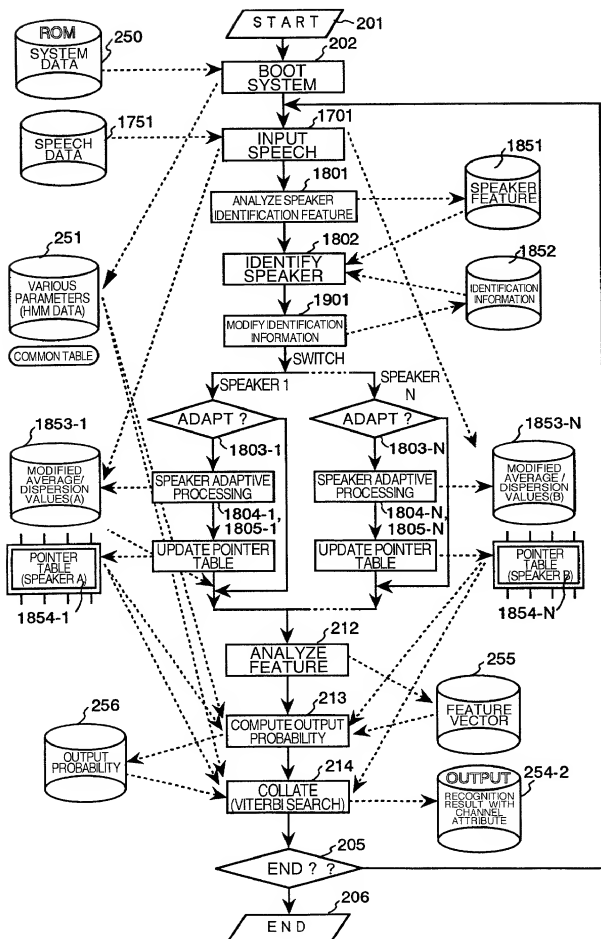 START
201
ROM
SYSTEM
DATA
250
202
BOOT
SYSTEM
SPEECH
DATA
1751
1701
INPUT
SPEECH
1801
ANALYZE SPEAKER
IDENTIFICATION FEATURE
1851
SPEAKER
FEATURE
251
VARIOUS
PARAMETERS
(HMM DATA)
COMMON TABLE
1802
IDENTIFY
SPEAKER
1852
IDENTIFICATION
INFORMATION
1901
MODIFY IDENTIFICATION
INFORMATION
SWITCH
SPEAKER 1
SPEAKER
N
ADAPT ?
ADAPT ?
1803-1
1803-N
1853-1
MODIFIED
AVERAGE/
DISPERSION
VALUES(A)
SPEAKER ADAPTIVE
PROCESSING
SPEAKER ADAPTIVE
PROCESSING
1853-N
MODIFIED
AVERAGE /
DISPERSION
VALUES(B)
1804-1,
1805-1
1804-N,
1805-N
POINTER
TABLE
(SPEAKER A)
UPDATE POINTER
TABLE
UPDATE POINTER
TABLE
POINTER
TABLE
(SPEAKER B)
1854-1
1854-N
212
ANALYZE
FEATURE
255
FEATURE
VECTOR
213
COMPUTE OUTPUT
PROBABILITY
256
OUTPUT
PROBABILITY
214
COLLATE
(VITERBI SEARCH)
OUTPUT
RECOGNITION
RESULT WITH
CHANNEL
ATTRIBUTE
254-2
205
END ? ?
206
END